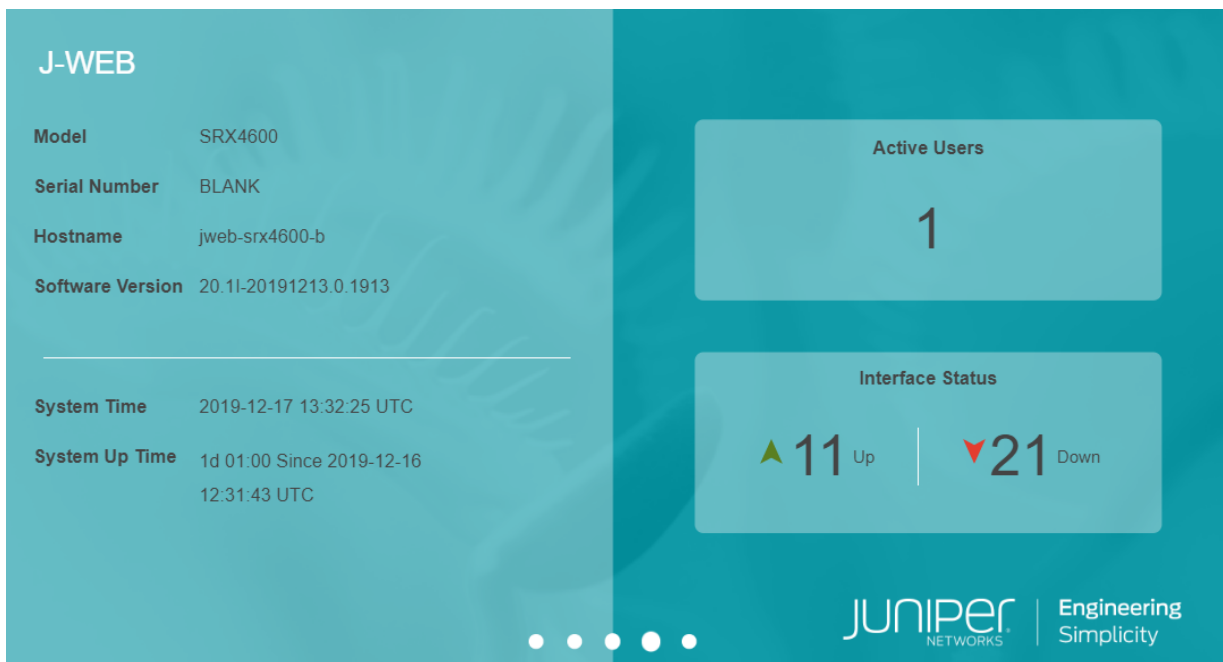 J-WEB
Model SRX4600
Serial Number BLANK
Hostname jweb-srx4600-b
Software Version 20.1I-20191213.0.1913
System Time 2019-12-17 13:32:25 UTC
System Up Time 1d 01:00 Since 2019-12-16
12:31:43 UTC
Active Users
1
Interface Status
11 Up 21 Down
JUNIPER NETWORKS
Engineering
Simplicity